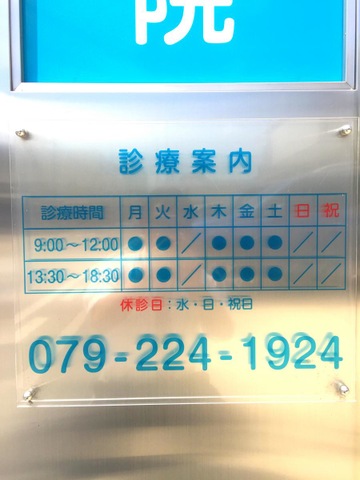 院
診療案内
診療時間 月 火 水 木 金 土 日 祝
9:00～12:00 ● ● ／ ● ● ● ／ ／
13:30～18:30 ● ● ／ ● ● ● ／ ／
休診日：水・日・祝日
079-224-1924